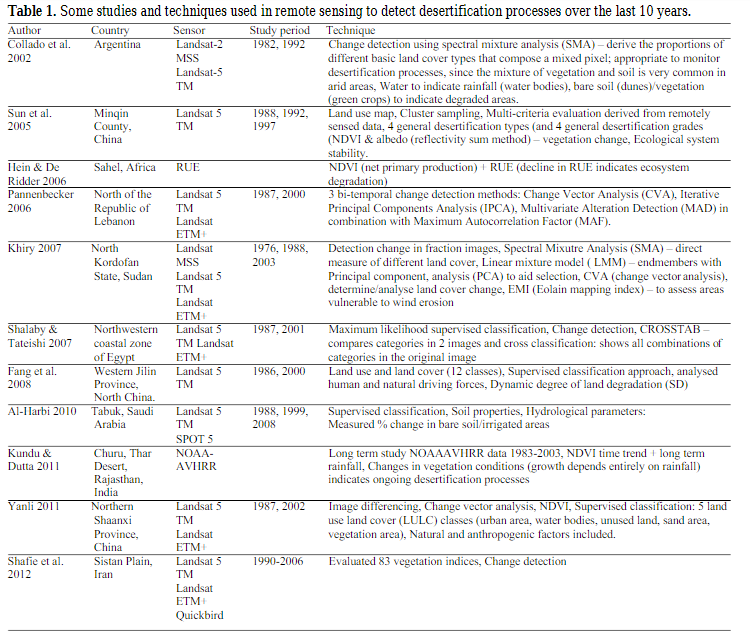 Table 1. Some studies and techniques used in remote sensing to detect desertification processes over the last 10 years.
Author Country Sensor Study period Technique
Collado et al. 2002
Argentina
Landsat-2 MSS Landsat-5 TM
1982, 1992
Change detection using spectral mixture analysis (SMA) – derive the proportions of
different basic land cover types that compose a mixed pixel; appropriate to monitor
desertification processes, since the mixture of vegetation and soil is very common in
arid areas, Water to indicate rainfall (water bodies), bare soil (dunes)/vegetation
(green crops) to indicate degraded areas.
Sun et al. 2005
Minqin County, China
Landsat 5 TM
1988, 1992, 1997
Land use map, Cluster sampling, Multi-criteria evaluation derived from remotely
sensed data, 4 general desertification types (and 4 general desertification grades
(NDVI & albedo (reflectivity sum method) – vegetation change, Ecological system
stability.
Hein & De Ridder 2006
Sahel, Africa
RUE
NDVI (net primary production) + RUE (decline in RUE indicates ecosystem
degradation)
Pannenbecker 2006
North of the Republic of Lebanon
Landsat 5 TM Landsat ETM+
1987, 2000
3 bi-temporal change detection methods: Change Vector Analysis (CVA), Iterative
Principal Components Analysis (IPCA), Multivariate Alteration Detection (MAD) in
combination with Maximum Autocorrelation Factor (MAF).
Khiry 2007
North Kordofan State, Sudan
Landsat MSS Landsat 5 TM Landsat ETM+
1976, 1988, 2003
Detection change in fraction images, Spectral Mixutre Analysis (SMA) – direct
measure of different land cover, Linear mixture model ( LMM) – endmembers with
Principal component, analysis (PCA) to aid selection, CVA (change vector analysis),
determine/analyse land cover change, EMI (Eolain mapping index) – to assess areas
vulnerable to wind erosion
Shalaby & Tateishi 2007
Northwestern coastal zone of Egypt
Landsat 5 TM Landsat ETM+
1987, 2001
Maximum likelihood supervised classification, Change detection, CROSSTAB –
compares categories in 2 images and cross classification: shows all combinations of
categories in the original image
Fang et al. 2008
Western Jilin Province, North China.
Landsat 5 TM
1986, 2000
Land use and land cover (12 classes), Supervised classification approach, analysed
human and natural driving forces, Dynamic degree of land degradation (SD)
Al-Harbi 2010
Tabuk, Saudi Arabia
Landsat 5 TM SPOT 5
1988, 1999, 2008
Supervised classification, Soil properties, Hydrological parameters:
Measured % change in bare soil/irrigated areas
Kundu & Dutta 2011
Churu, Thar Desert, Rajasthan, India
NOAA-AVHRR
Long term study NOAAAVHRR data 1983-2003, NDVI time trend + long term
rainfall, Changes in vegetation conditions (growth depends entirely on rainfall)
indicates ongoing desertification processes
Yanli 2011
Northern Shaanxi Province, China
Landsat 5 TM Landsat ETM+
1987, 2002
Image differencing, Change vector analysis, NDVI, Supervised classification: 5 land
use land cover (LULC) classes (urban area, water bodies, unused land, sand area,
vegetation area), Natural and anthropogenic factors included.
Shafie et al. 2012
Sistan Plain, Iran
Landsat 5 TM Landsat ETM+ Quickbird
1990-2006
Evaluated 83 vegetation indices, Change detection